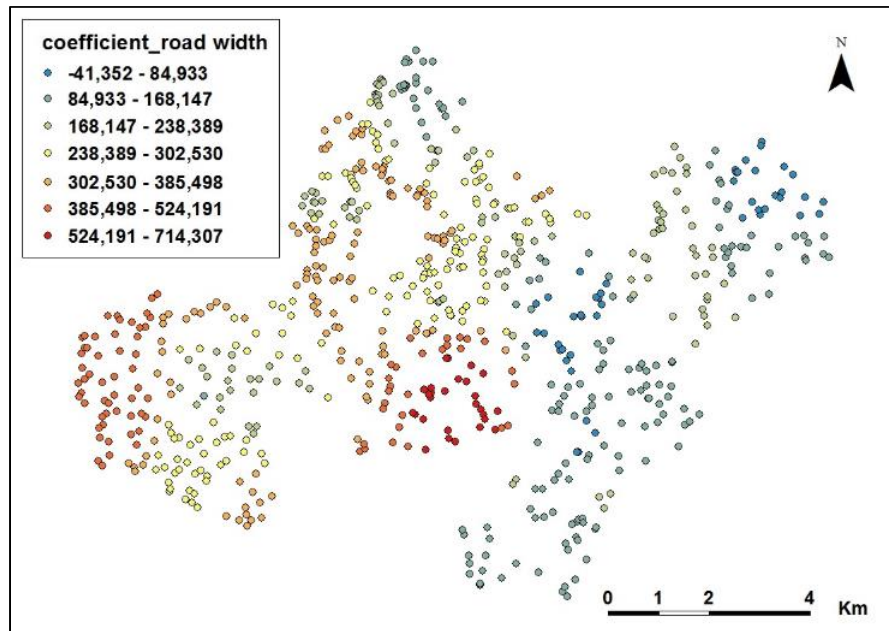 coefficient_road width
-41,352 - 84,933
84,933 - 168,147
168,147 - 238,389
238,389 - 302,530
302,530 - 385,498
385,498 - 524,191
524,191 - 714,307
N
0 1 2 4
Km